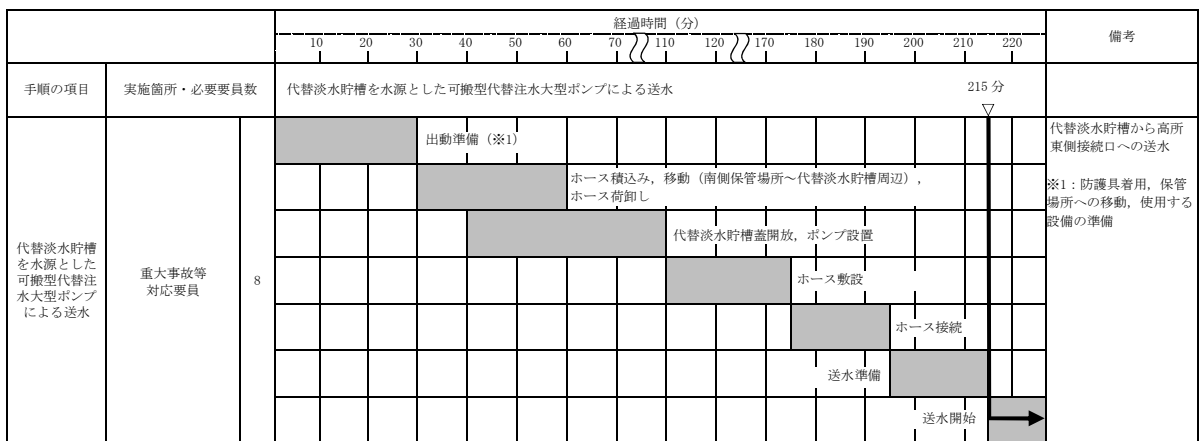 経過時間（分）
備考
10 20 30 40 50 60 70 110 120 170 180 190 200 210 220
手順の項目
実施箇所・必要要員数
代替淡水貯槽を水源とした可搬型代替注水大型ポンプによる送水
215 分
▽
代替淡水貯槽
を水源とした
可搬型代替注
水大型ポンプ
による送水
重大事故等
対応要員
8
出動準備（※1）
ホース積込み，移動（南側保管場所～代替淡水貯槽周辺），
ホース荷卸し
代替淡水貯槽蓋開放，ポンプ設置
ホース敷設
ホース接続
送水準備
送水開始
代替淡水貯槽から高所
東側接続口への送水
※1：防護具着用，保管
場所への移動，使用する
設備の準備